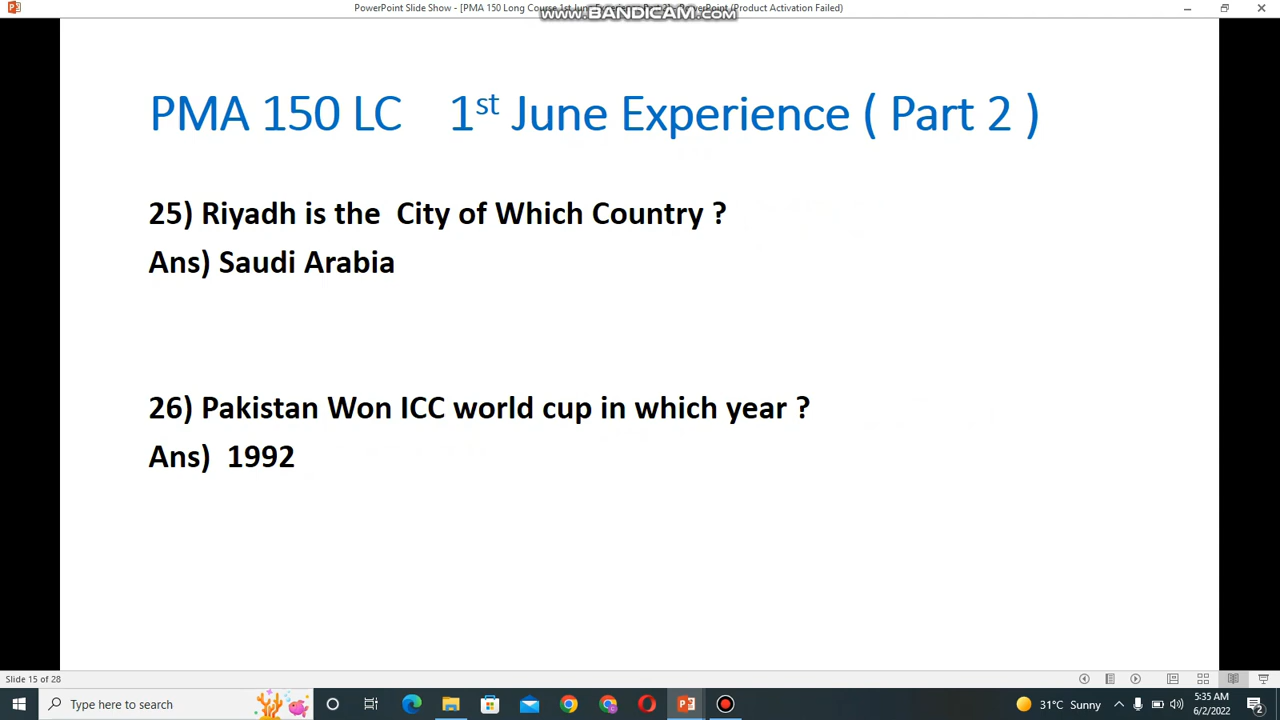 PowerPoint Slide Show - [PMA 150 Long Course 1st June - PowerPoint (Product Activation Failed)
www.BANDICAM.com
PMA 150 LC 1st June Experience ( Part 2 )
25) Riyadh is the City of Which Country ?
Ans) Saudi Arabia
26) Pakistan Won ICC world cup in which year ?
Ans) 1992
Slide 15 of 28
Type here to search
31°C Sunny
5:35 AM
6/2/2022
2